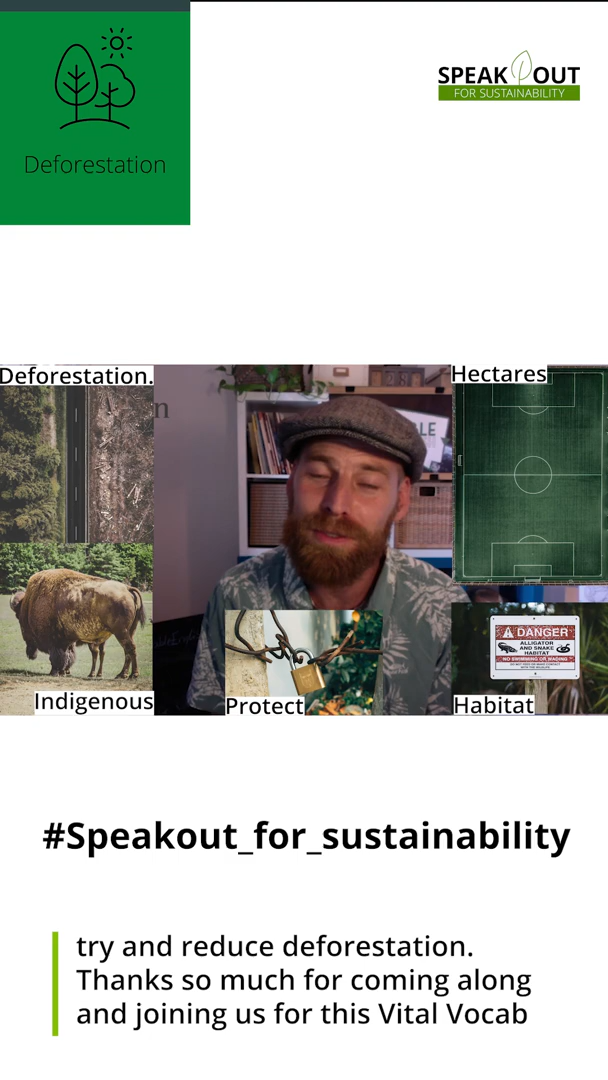 SPEAK OUT
FOR SUSTAINABILITY
Deforestation
Deforestation.
Hectares
n
DANGER
ALLIGATOR
AND SNAKE
HABITAT
NO SWIMMING OR WADING
Indigenous
Protect
Habitat
#Speakout_for_sustainability
try and reduce deforestation.
Thanks so much for coming along
and joining us for this Vital Vocab